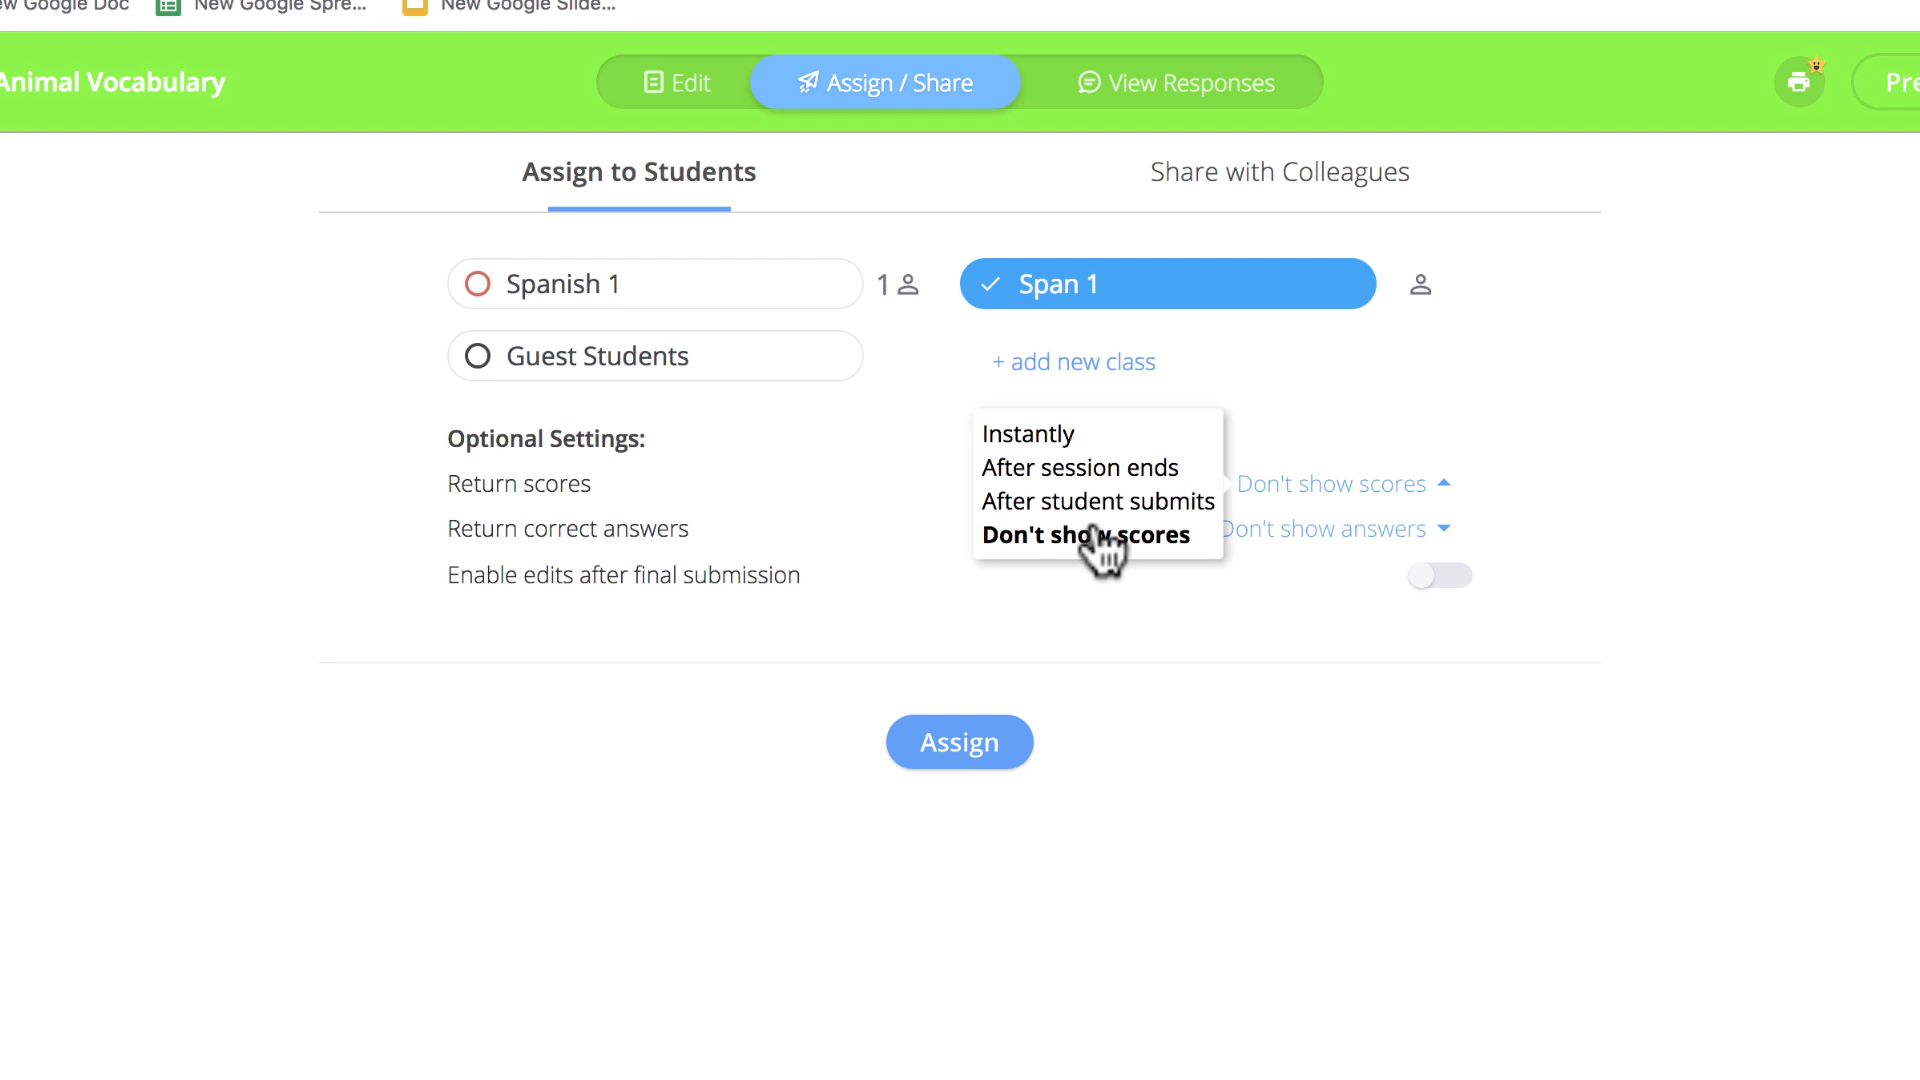 New Google Spre...
New Google Slide...
Animal Vocabulary
Edit
Assign / Share
View Responses
Assign to Students
Share with Colleagues
Spanish 1
1
Span 1
Guest Students
+ add new class
Optional Settings:
Instantly
After session ends
Return scores
Don't show scores
After student submits
Return correct answers
Don't show answers
Don't show scores
Enable edits after final submission
Assign